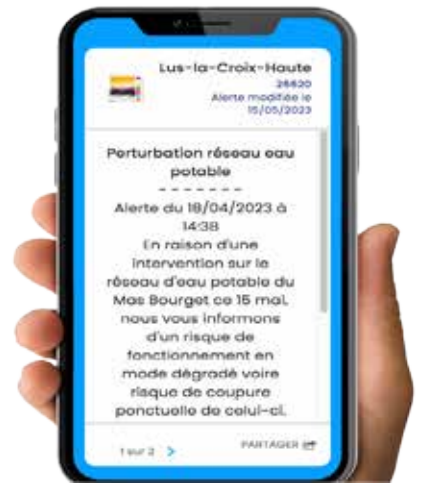 Lus-la-Croix-Haute
26620
Alerte modifiée le
15/05/2023
Perturbation réseau eau
potable
- - - - - - -
Alerte du 18/04/2023 à
14:38
En raison d'une
intervention sur le
réseau d'eau potable du
Mas Bourget ce 15 mai,
nous vous informons
d'un risque de
fonctionnement en
mode dégradé voire
risque de coupure
ponctuelle de celui-ci.
1 sur 2 >
PARTAGER